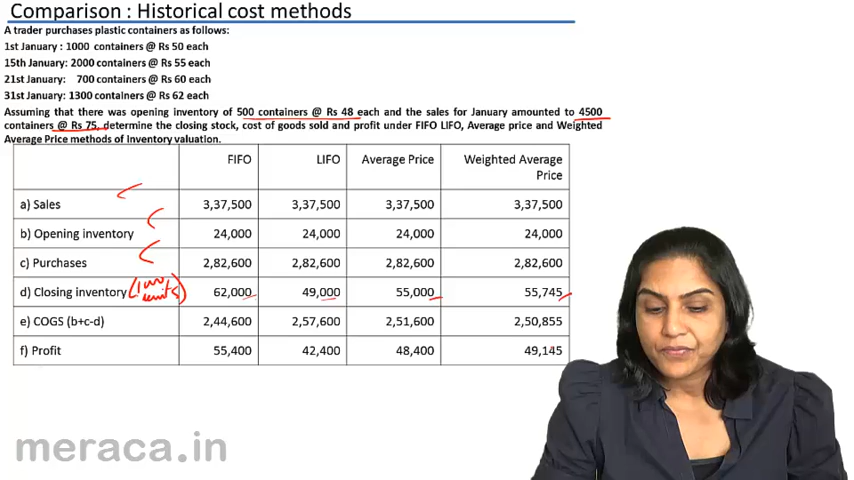 Comparison : Historical cost methods
A trader purchases plastic containers as follows:
1st January : 1000 containers @ Rs 50 each
15th January: 2000 containers @ Rs 55 each
21st January: 700 containers @ Rs 60 each
31st January: 1300 containers @ Rs 62 each
Assuming that there was opening inventory of 500 containers @ Rs 48 each and the sales for January amounted to 4500
containers @ Rs 75, determine the closing stock, cost of goods sold and profit under FIFO LIFO, Average price and Weighted
Average Price methods of Inventory valuation.
FIFO LIFO Average Price Weighted Average
Price
a) Sales 3,37,500 3,37,500 3,37,500 3,37,500
b) Opening inventory 24,000 24,000 24,000 24,000
c) Purchases 2,82,600 2,82,600 2,82,600 2,82,600
d) Closing inventory (1000 units) 62,000 49,000 55,000 55,745
e) COGS (b+c-d) 2,44,600 2,57,600 2,51,600 2,50,855
f) Profit 55,400 42,400 48,400 49,145
meraca.in